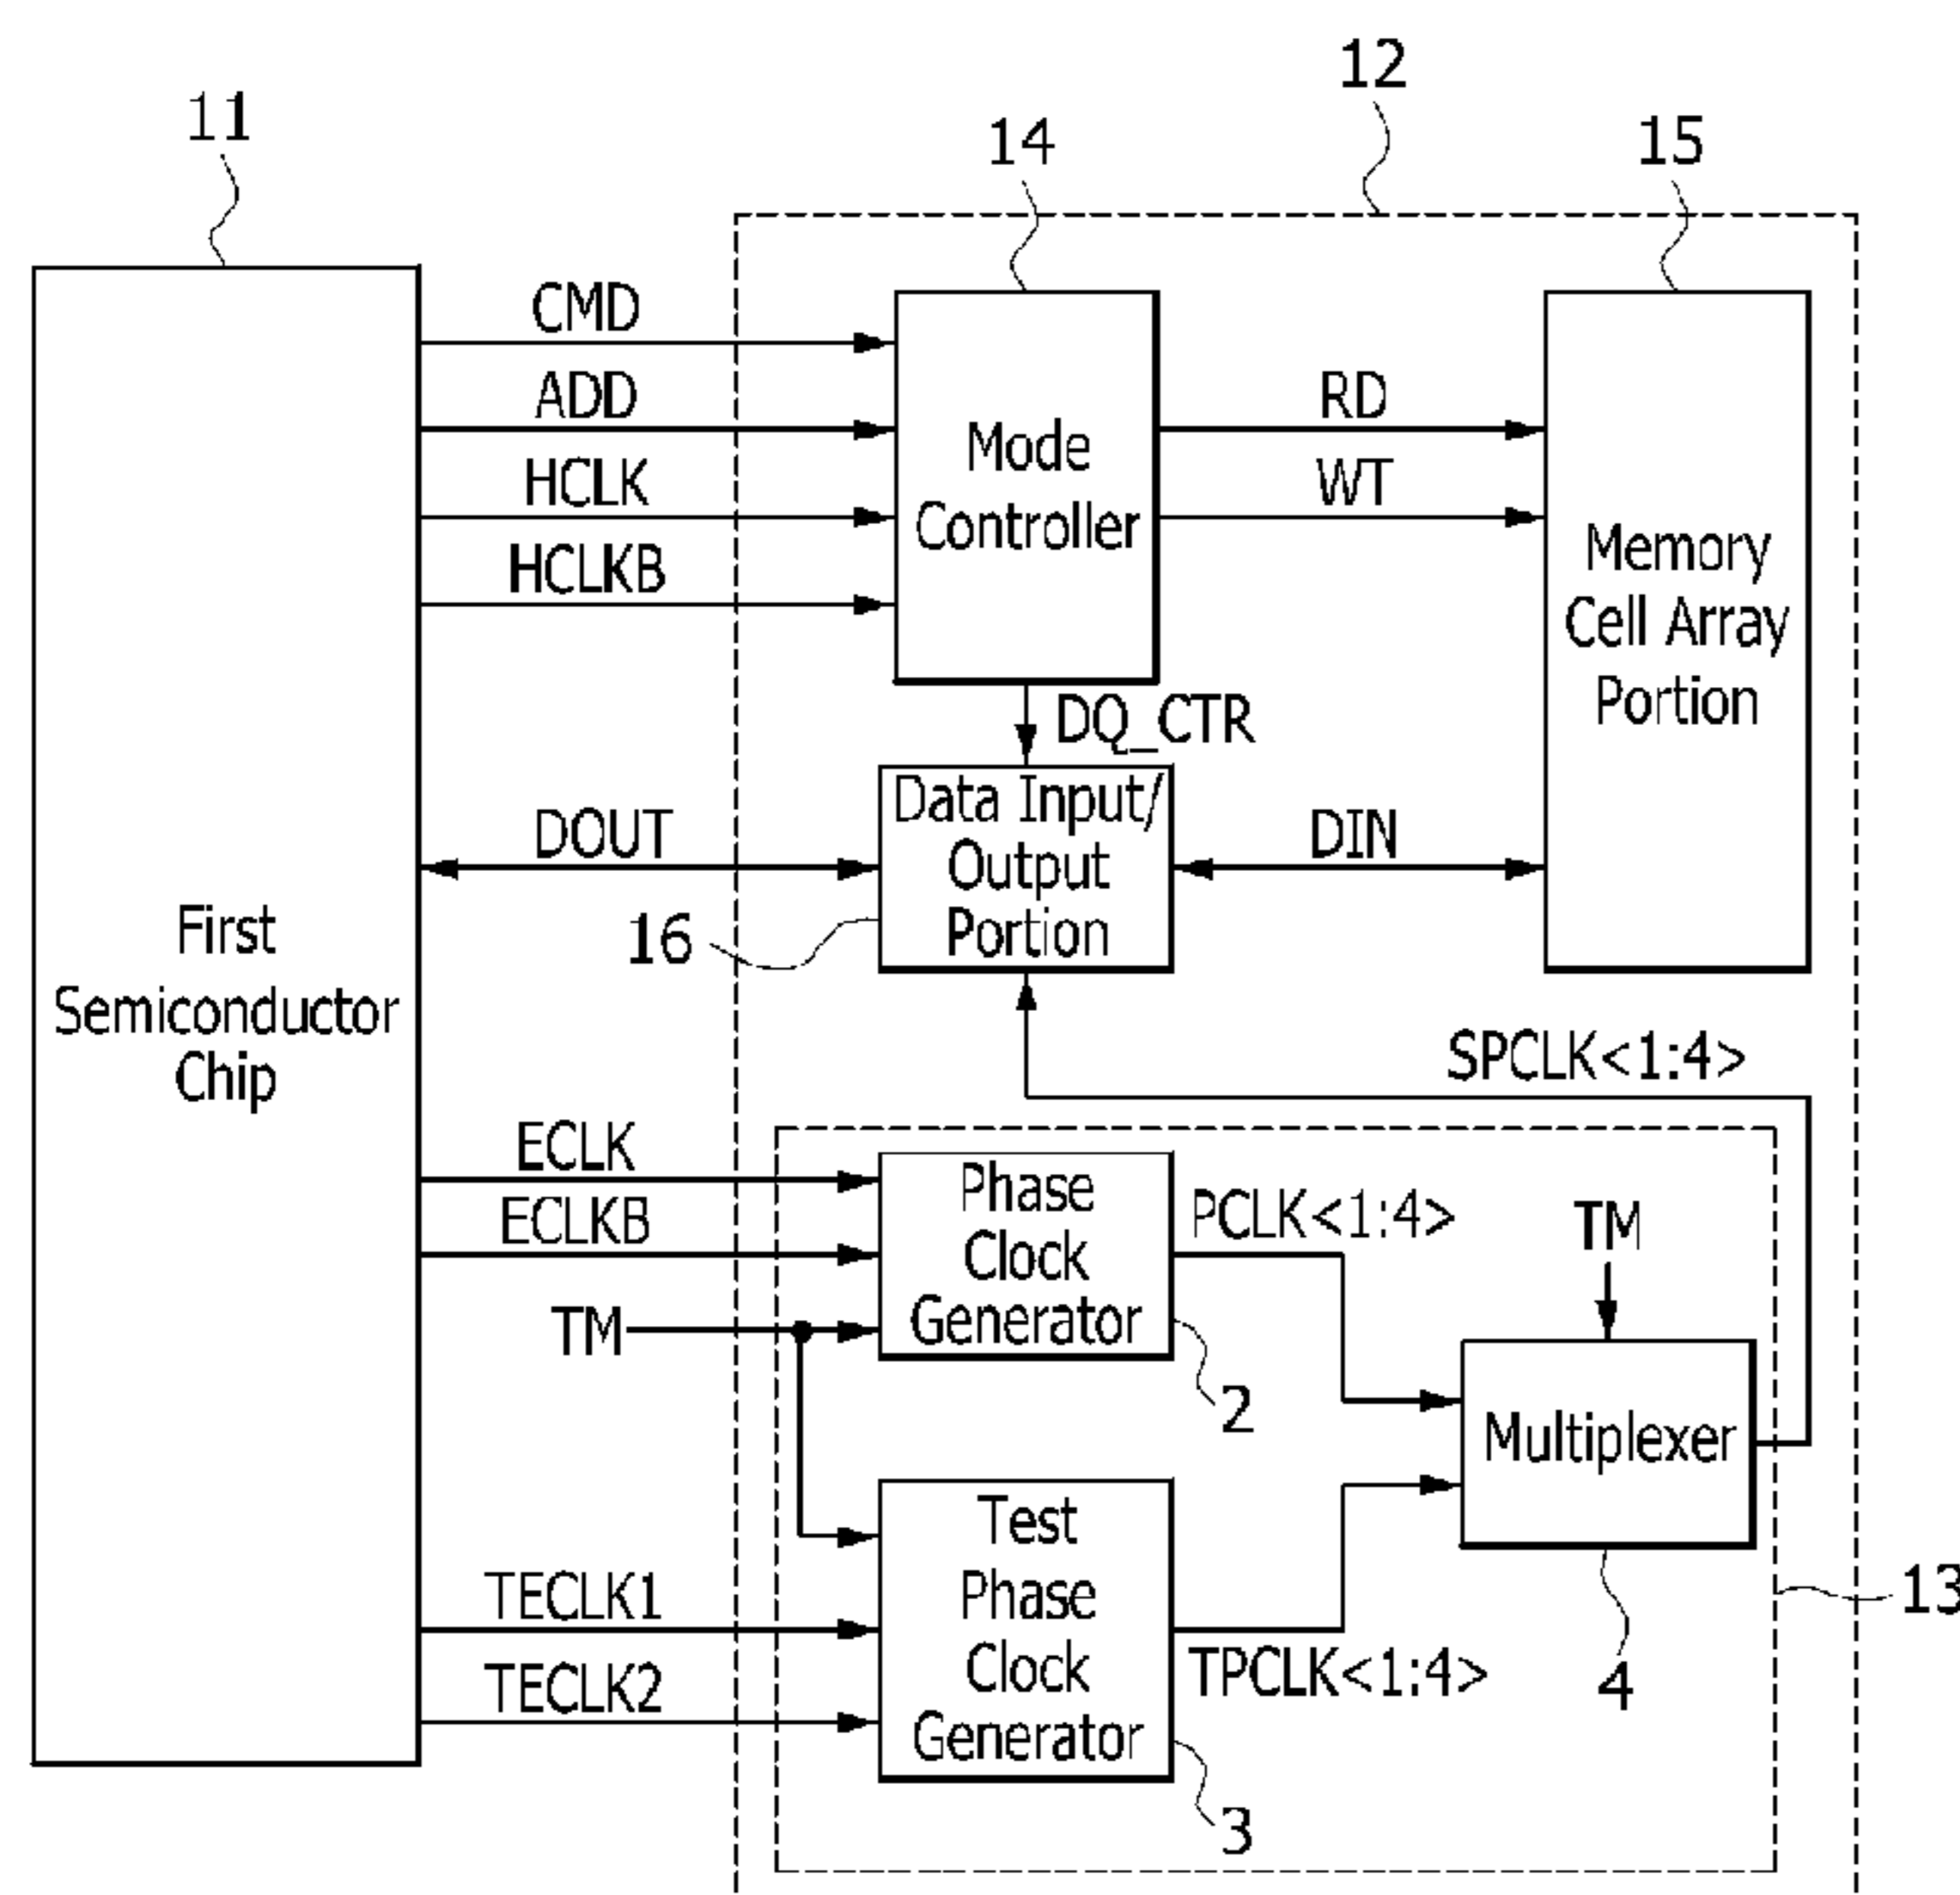 12
11
14
15
CMD
ADD
HCLK
HCLKB
Mode
Controller
RD
WT
Memory
Cell Array
Portion
DQ_CTR
DOUT
Data Input/
Output
Portion
DIN
16
First
Semiconductor
Chip
SPCLK<1:4>
ECLK
ECLKB
TM
Phase
Clock
Generator
PCLK<1:4>
TM
2
Multiplexer
Test
Phase
Clock
Generator
TECLK1
TECLK2
TPCLK<1:4>
4
13
3